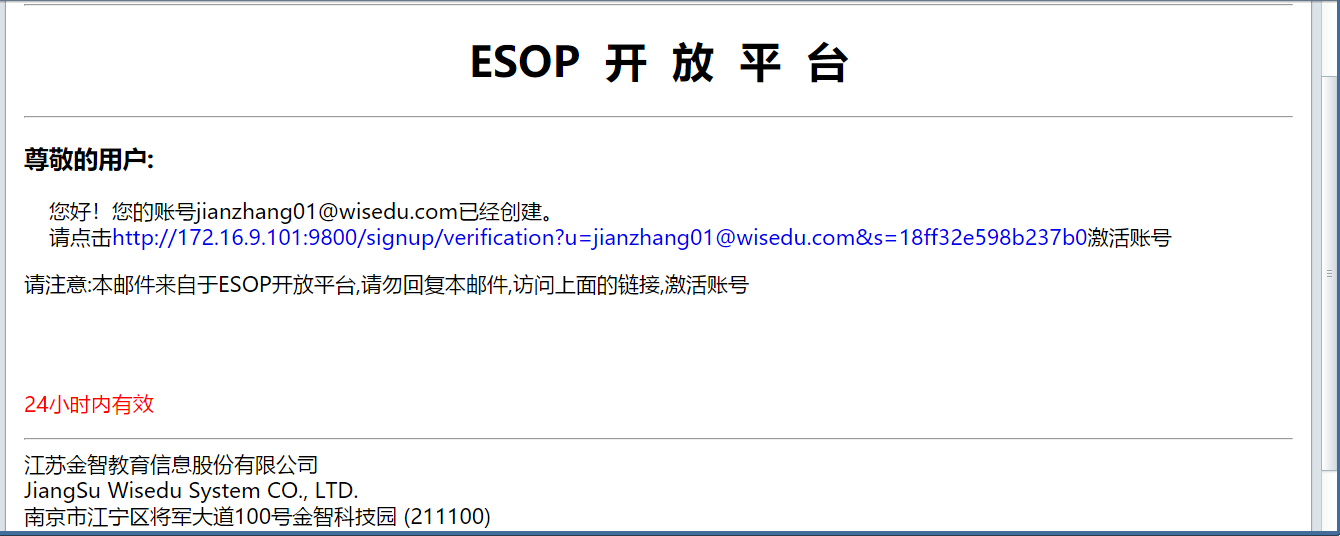 ESOP 开 放 平 台
尊敬的用户:
您好！您的账号jianzhang01@wisedu.com已经创建。
请点击http://172.16.9.101:9800/signup/verification?u=jianzhang01@wisedu.com&s=18ff32e598b237b0激活账号
请注意:本邮件来自于ESOP开放平台,请勿回复本邮件,访问上面的链接,激活账号
24小时内有效
江苏金智教育信息股份有限公司
JiangSu Wisedu System CO., LTD.
南京市江宁区将军大道100号金智科技园 (211100)